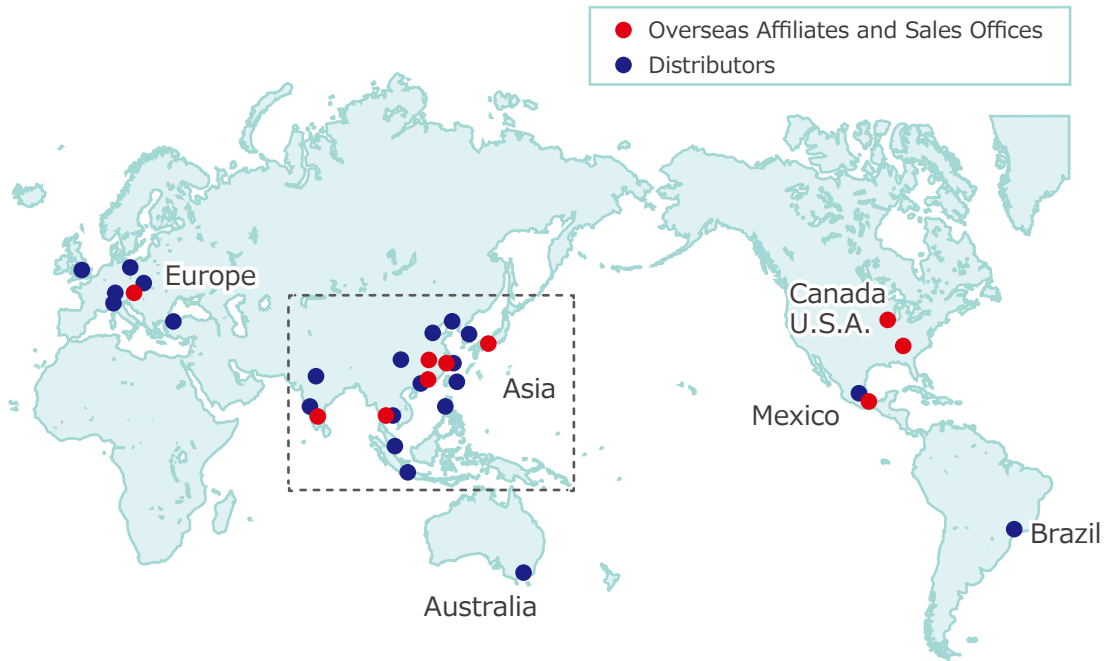 Overseas Affiliates and Sales Offices
Distributors
Europe
Canada
U.S.A.
Asia
Mexico
Brazil
Australia